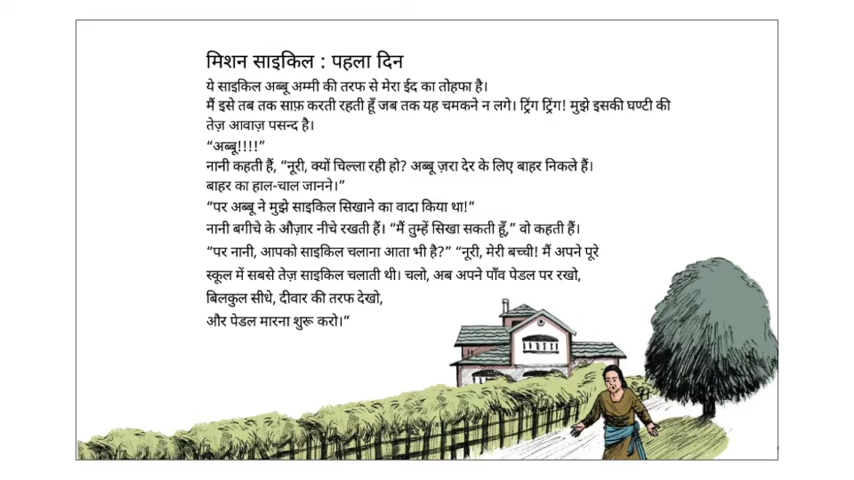 मिशन साइकिल : पहला दिन
ये साइकिल अब्बू अम्मी की तरफ से मेरा ईद का तोहफा है।
मैं इसे तब तक साफ़ करती रहती हूँ जब तक यह चमकने न लगे। ट्रिंग ट्रिंग! मुझे इसकी घण्टी की
तेज़ आवाज़ पसन्द है।
“अब्बू!!!!”
नानी कहती हैं, “नूरी, क्यों चिल्ला रही हो? अब्बू ज़रा देर के लिए बाहर निकले हैं।
बाहर का हाल-चाल जानने।”
“पर अब्बू ने मुझे साइकिल सिखाने का वादा किया था!”
नानी बगीचे के औज़ार नीचे रखती हैं। “मैं तुम्हें सिखा सकती हूँ,” वो कहती हैं।
“पर नानी, आपको साइकिल चलाना आता भी है?” “नूरी, मेरी बच्ची! मैं अपने पूरे
स्कूल में सबसे तेज़ साइकिल चलाती थी। चलो, अब अपने पाँव पेडल पर रखो,
बिलकुल सीधे, दीवार की तरफ देखो,
और पेडल मारना शुरू करो।”